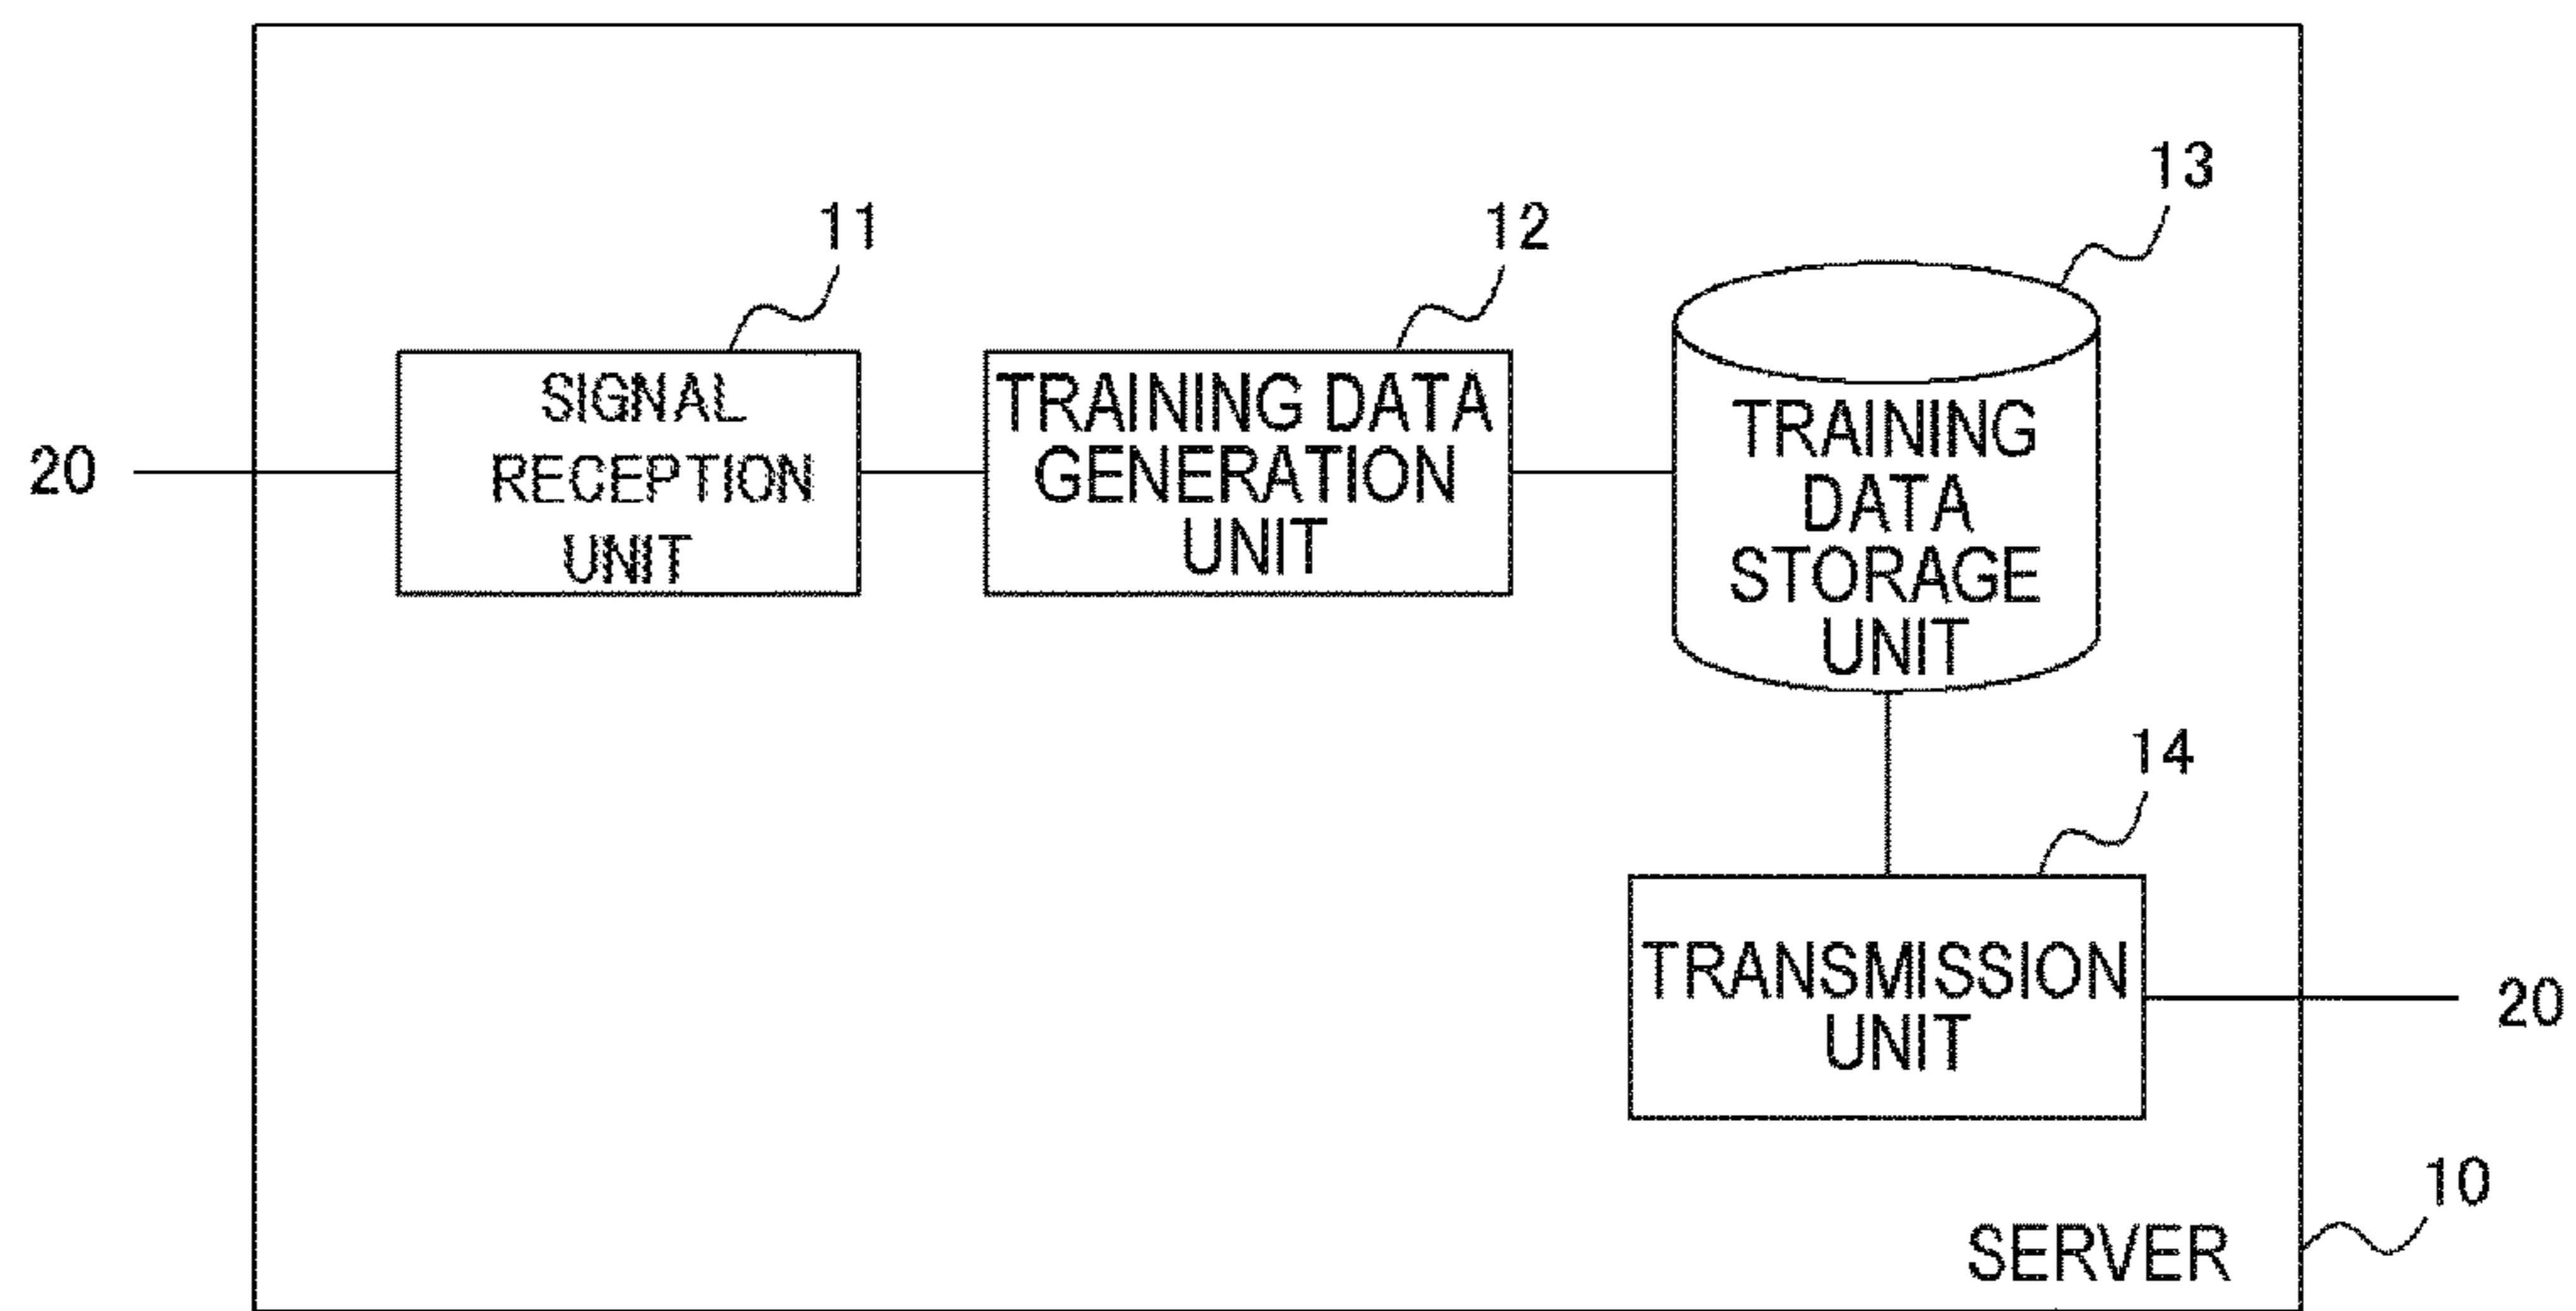 13
11
12
SIGNAL
RECEPTION
UNIT
TRAINING DATA
GENERATION
UNIT
TRAINING
DATA
STORAGE
UNIT
20
14
TRANSMISSION
UNIT
20
10
SERVER